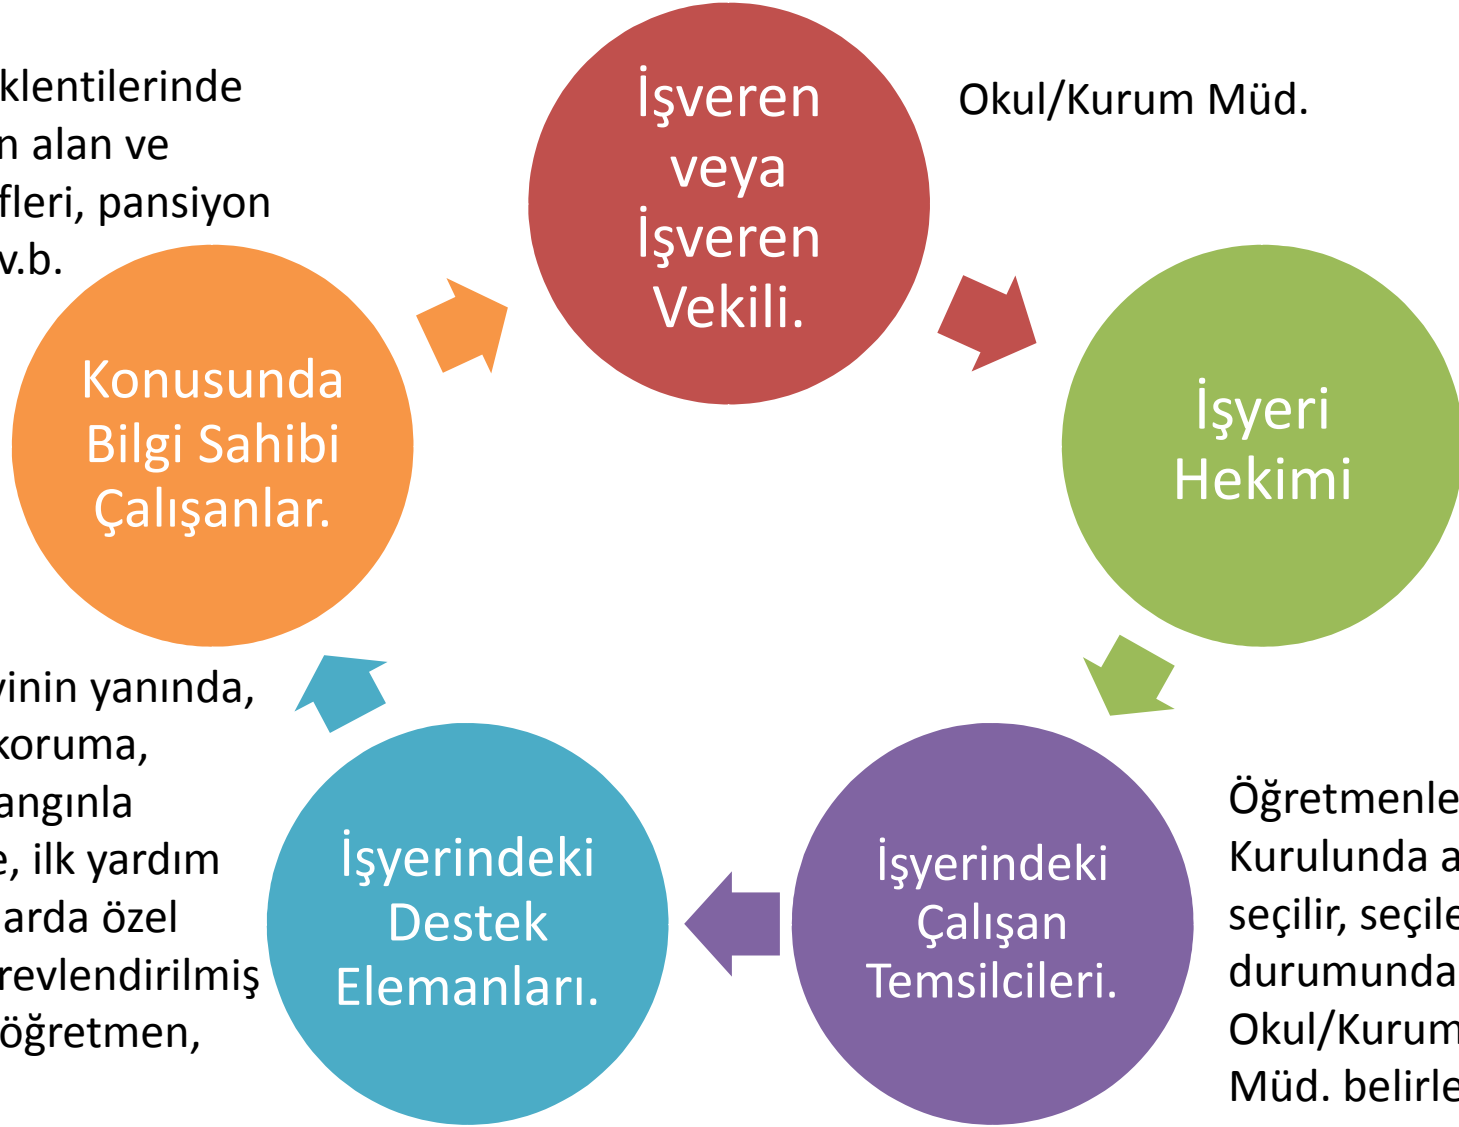 İşveren
veya
İşveren
Vekili.
Okul/Kurum Müd.
İşyeri
Hekimi
Öğretmenle
Kurulunda a
seçilir, seçile
durumunda
Okul/Kurum
Müd. belirle
İşyerindeki
Çalışan
Temsilcileri.
İşyerindeki
Destek
Elemanları.
yinin yanında,
koruma,
angınla
e, ilk yardım
larda özel
revlendirilmiş
öğretmen,
Konusunda
Bilgi Sahibi
Çalışanlar.
klentilerinde
n alan ve
fleri, pansiyon
v.b.